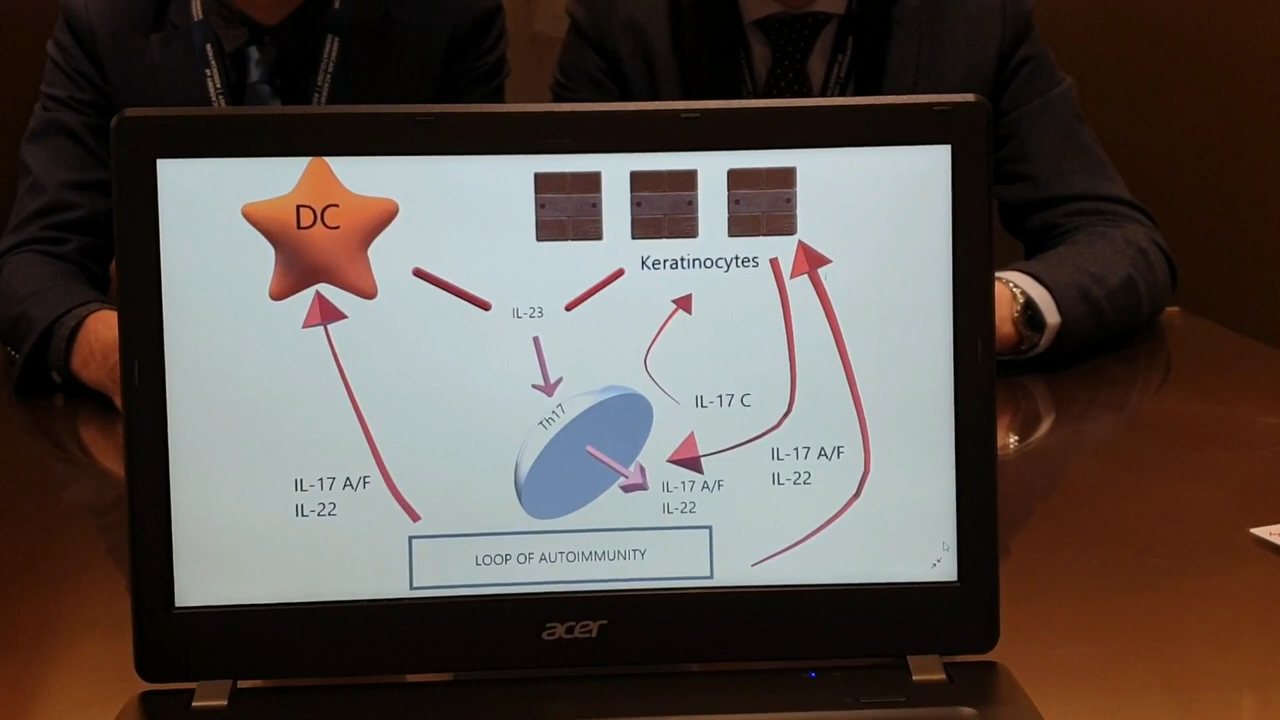 DC
Keratinocytes
IL-23
Th17
IL-17 C
IL-17 A/F
IL-22
IL-17 A/F
IL-22
IL-17 A/F
IL-22
LOOP OF AUTOIMMUNITY
acer